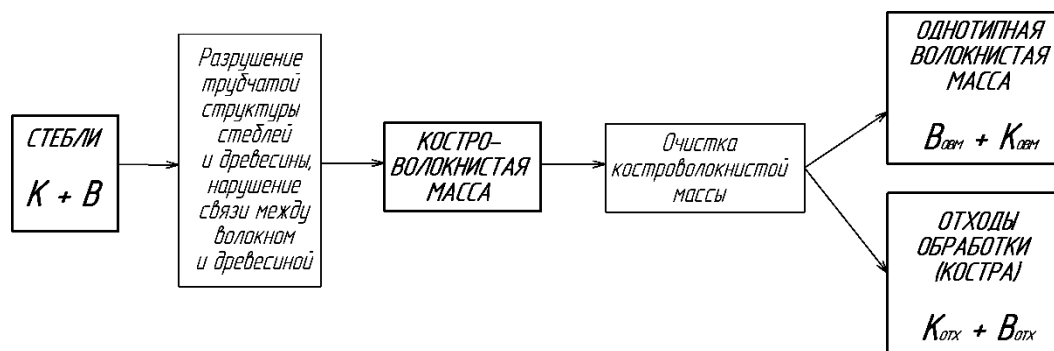 СТЕБЛИ
К + В
Разрушение
трубчатой
структуры
стеблей
и древесины,
нарушение
связи между
волокном
и древесиной
КОСТРО-
ВОЛОКНИСТАЯ
МАССА
Очистка
костроволокнистой
массы
ОДНОТИПНАЯ
ВОЛОКНИСТАЯ
МАССА
Вовм + Ковм
ОТХОДЫ
ОБРАБОТКИ
(КОСТРА)
Котх + Вотх